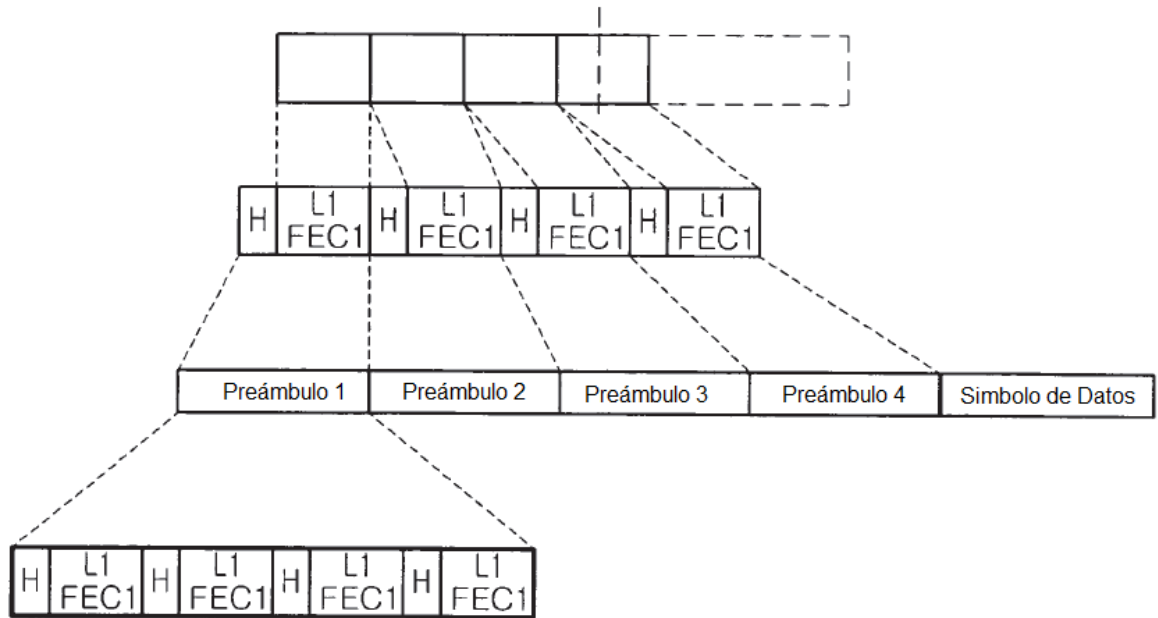 H L1 H L1 H L1 H L1
FEC1 FEC1 FEC1 FEC1
Preámbulo 1 Preámbulo 2 Preámbulo 3 Preámbulo 4 Simbolo de Datos
H L1 H L1 H L1 H L1
FEC1 FEC1 FEC1 FEC1